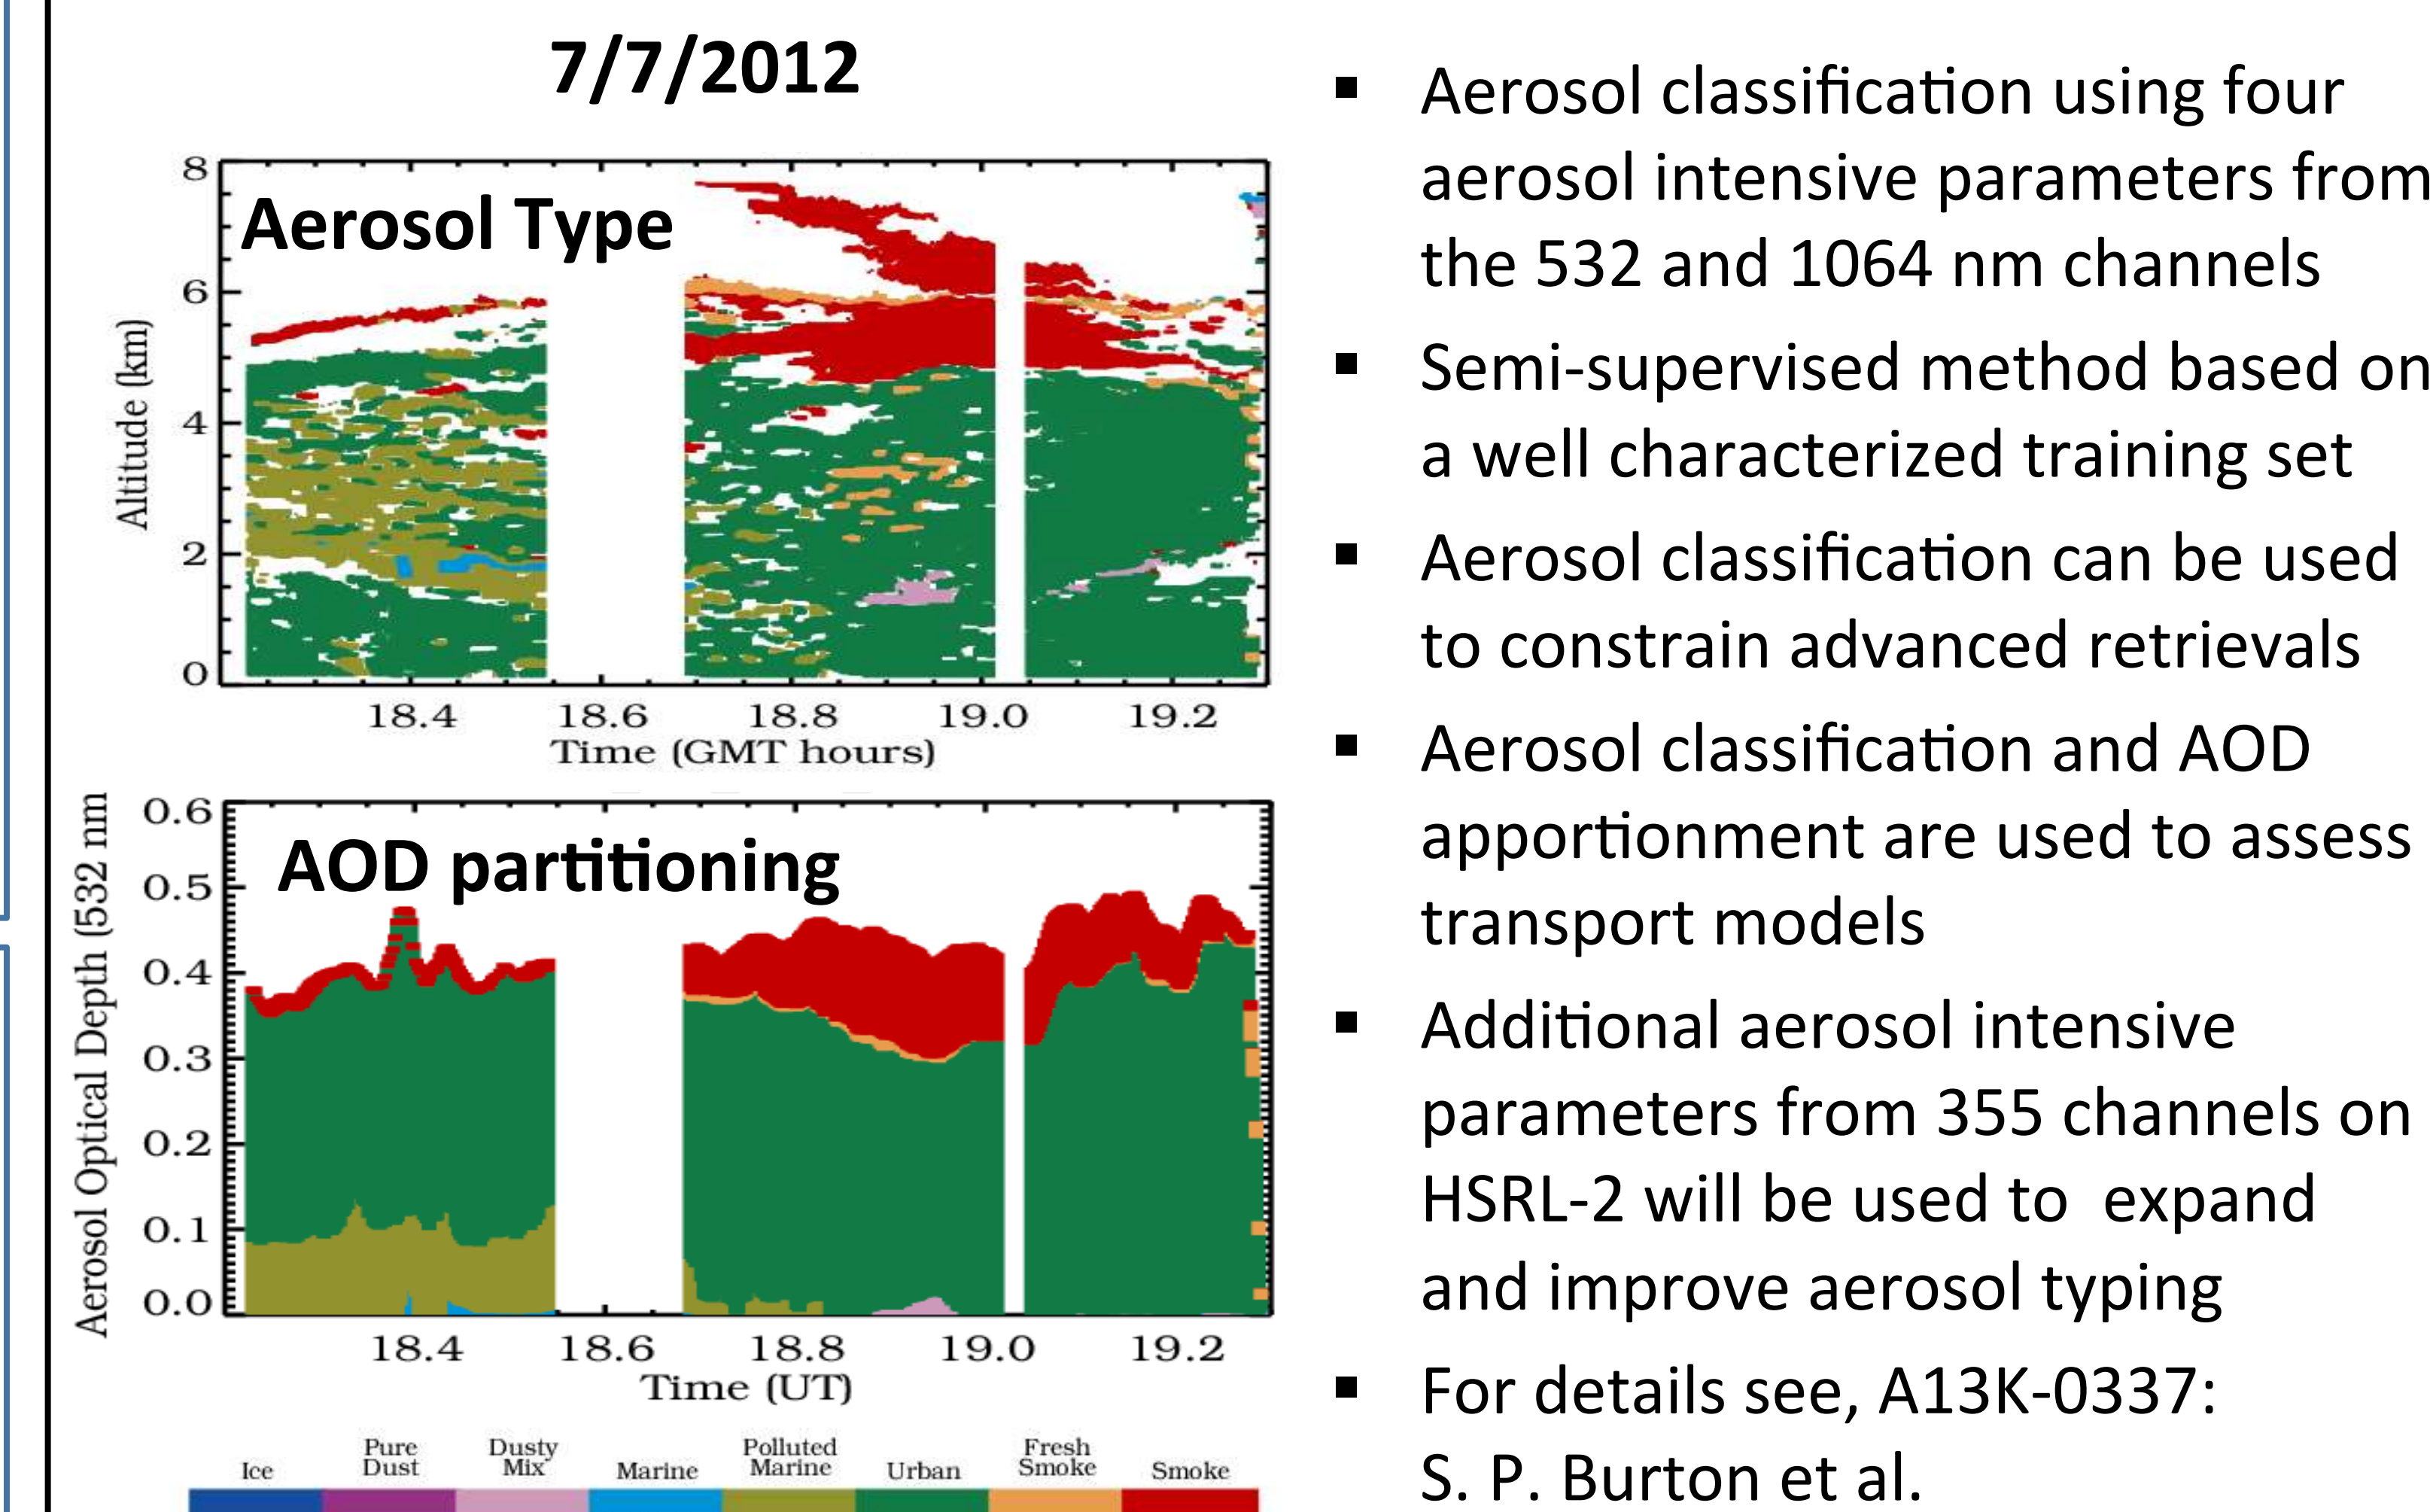 7/7/2012
Aerosol Type
8
6
4
2
0
Altitude (km)
18.4 18.6 18.8 19.0 19.2
Time (GMT hours)
AOD partitioning
0.6
0.5
0.4
0.3
0.2
0.1
0.0
Aerosol Optical Depth (532 nm
18.4 18.6 18.8 19.0 19.2
Time (UT)
Ice
Pure
Dust
Dusty
Mix
Marine
Polluted
Marine
Urban
Fresh
Smoke
Smoke
▪ Aerosol classification using four
aerosol intensive parameters from
the 532 and 1064 nm channels
▪ Semi-supervised method based on
a well characterized training set
▪ Aerosol classification can be used
to constrain advanced retrievals
▪ Aerosol classification and AOD
apportionment are used to assess
transport models
▪ Additional aerosol intensive
parameters from 355 channels on
HSRL-2 will be used to  expand
and improve aerosol typing
▪ For details see, A13K-0337:
S. P. Burton et al.